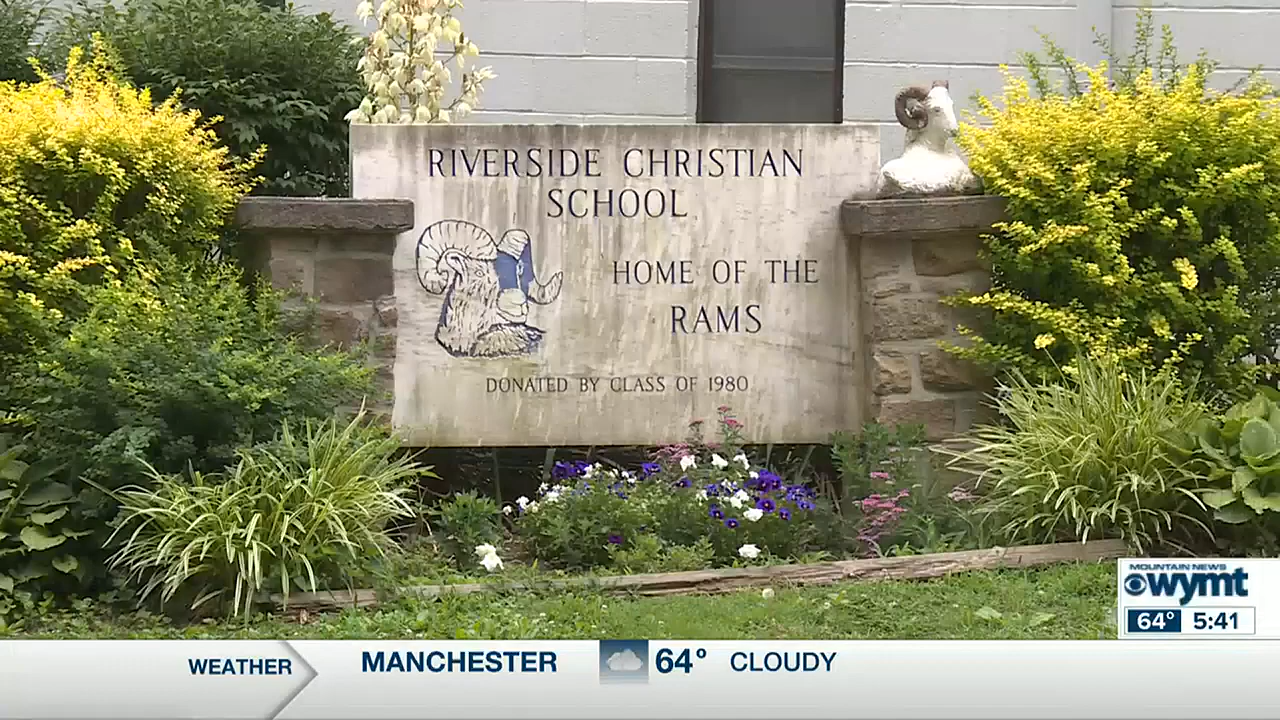 RIVERSIDE CHRISTIAN
SCHOOL
HOME OF THE
RAMS
DONATED BY CLASS OF 1980
MOUNTAIN NEWS
wymt
64° 5:41
WEATHER MANCHESTER 64° CLOUDY